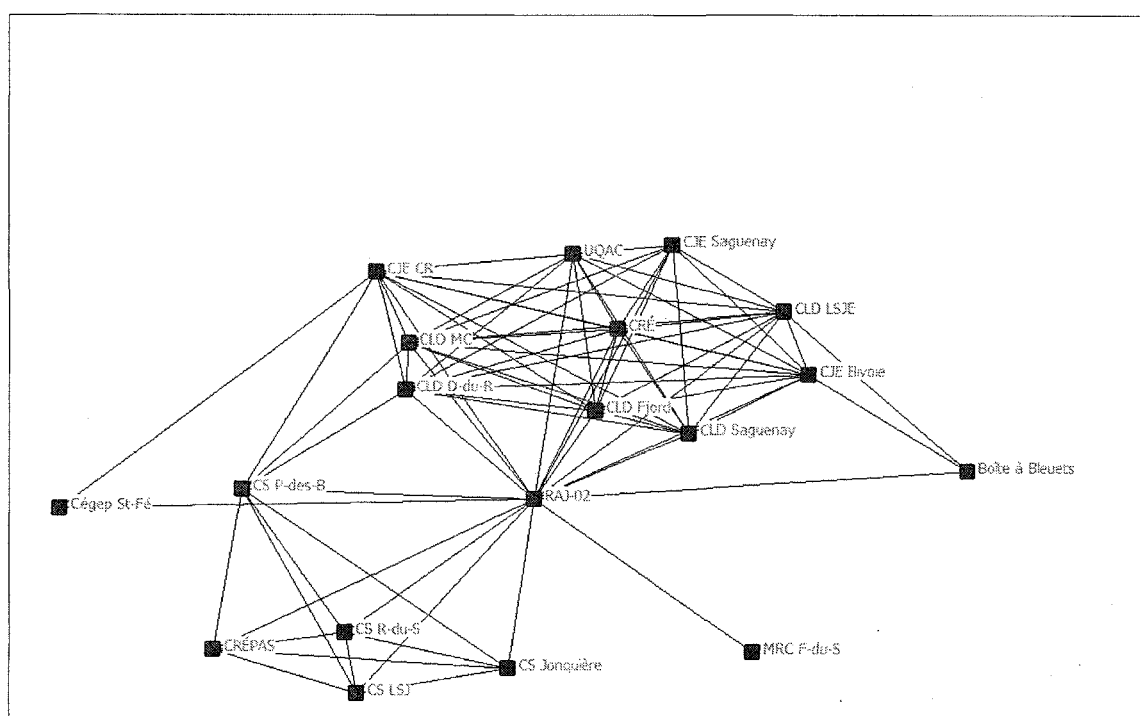 CJE Saguenay
UQAC
CJE CR
CLD LSJE
CRÉ
CLD MC
CJE Bivoie
CLD D-du-R
CLD Fjord
CLD Saguenay
Boîte à Bleuets
CS P-des-B
RAJ-02
Cégep St-Fé
CS R-du-S
CRÉPAS
MRC F-du-S
CS Jonquière
CS LSJ